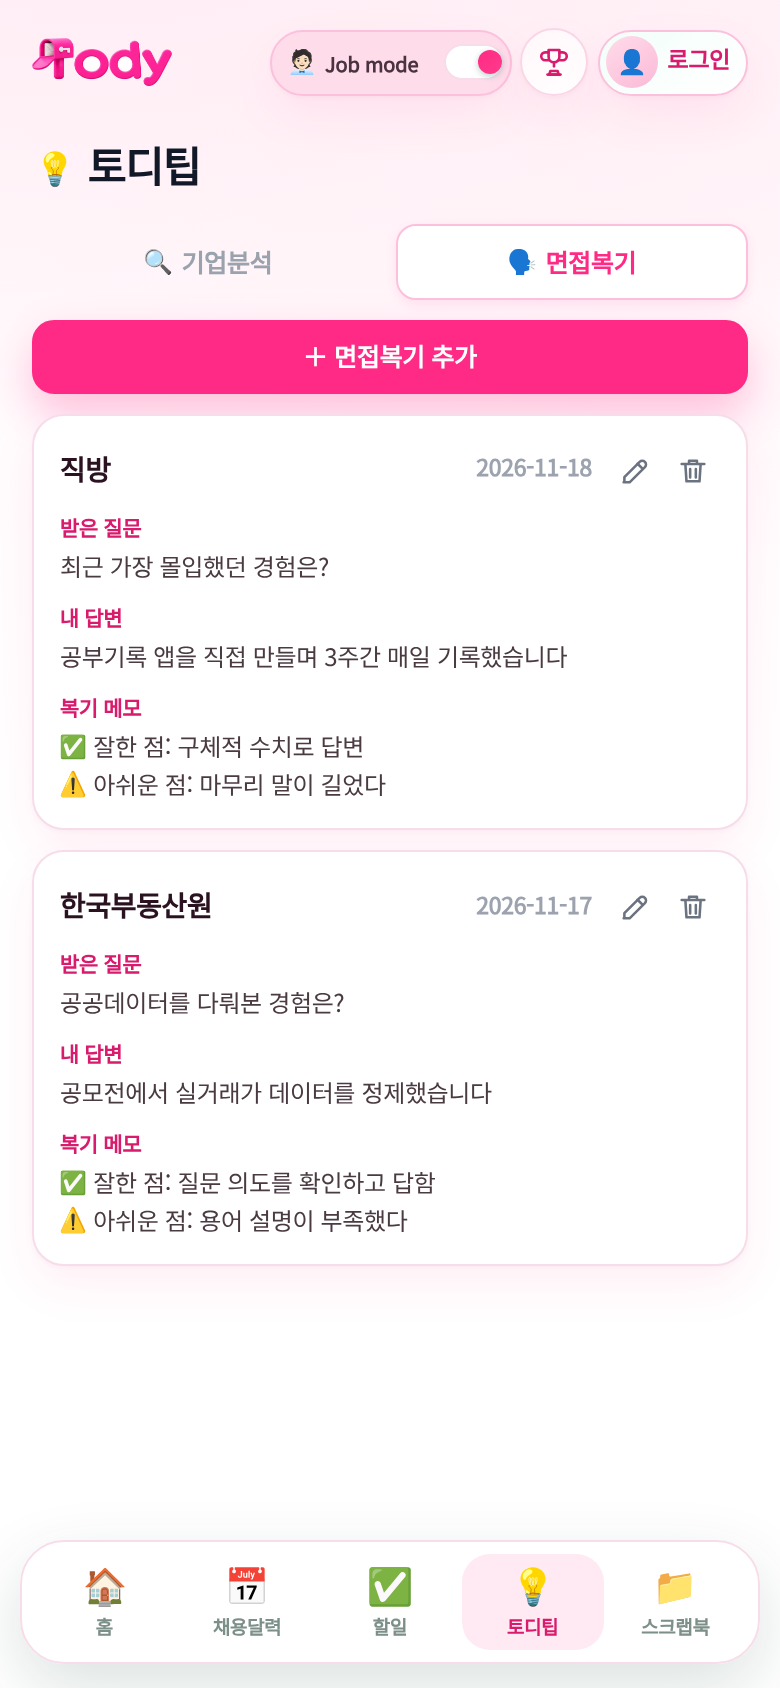 Tody
Job mode
로그인
토디팁
기업분석
면접복기
+ 면접복기 추가
직방
2026-11-18
받은 질문
최근 가장 몰입했던 경험은?
내 답변
공부기록 앱을 직접 만들며 3주간 매일 기록했습니다
복기 메모
✅ 잘한 점: 구체적 수치로 답변
⚠️ 아쉬운 점: 마무리 말이 길었다
한국부동산원
2026-11-17
받은 질문
공공데이터를 다뤄본 경험은?
내 답변
공모전에서 실거래가 데이터를 정제했습니다
복기 메모
✅ 잘한 점: 질문 의도를 확인하고 답함
⚠️ 아쉬운 점: 용어 설명이 부족했다
July
17
홈
채용달력
할일
토디팁
스크랩북